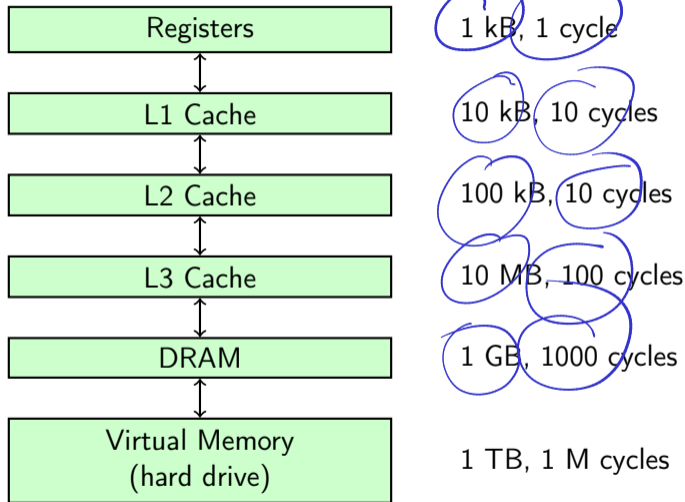 Registers 1 kB, 1 cycle
L1 Cache 10 kB, 10 cycles
L2 Cache 100 kB, 10 cycles
L3 Cache 10 MB, 100 cycles
DRAM 1 GB, 1000 cycles
Virtual Memory
(hard drive) 1 TB, 1 M cycles